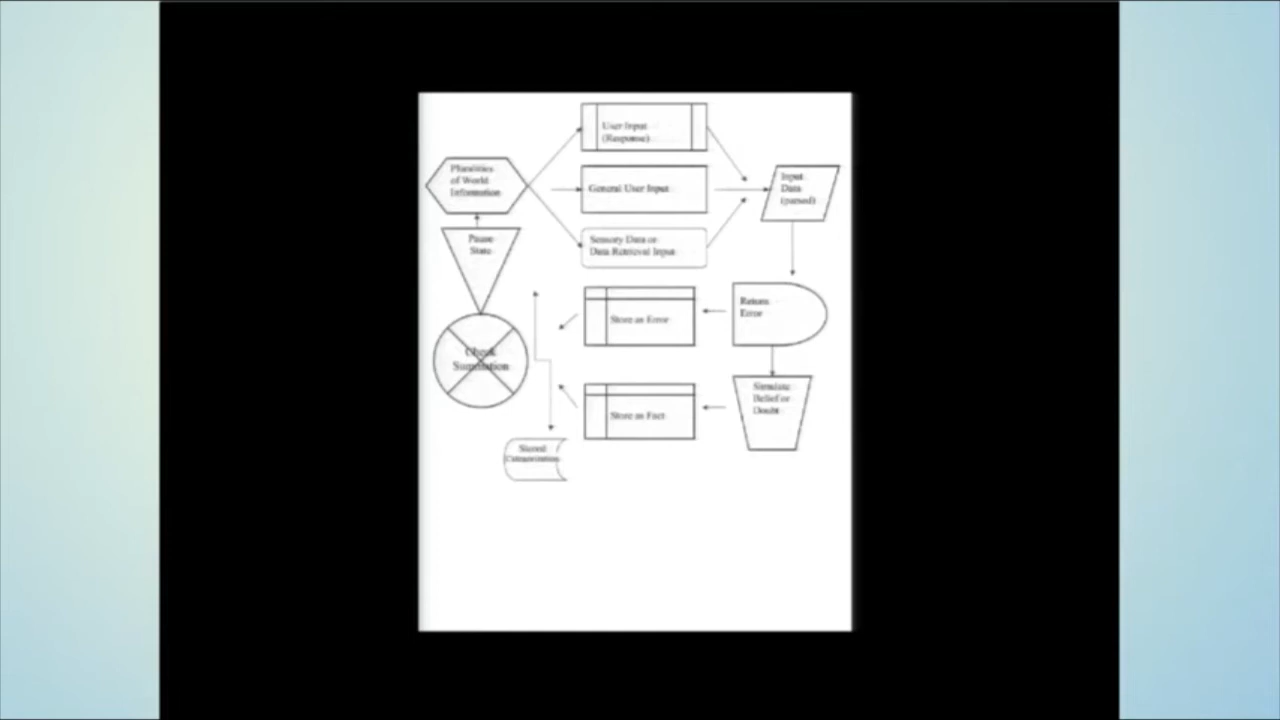 User Input
(Response)
Pluralities
of World
Information
General User Input
Input
Data
(parsed)
Pause
State
Sensory Data or
Data Retrieval Input
Return
Error
Store as Error
Check
Summation
Simulate
Belief or
Doubt
Store as Fact
Stored